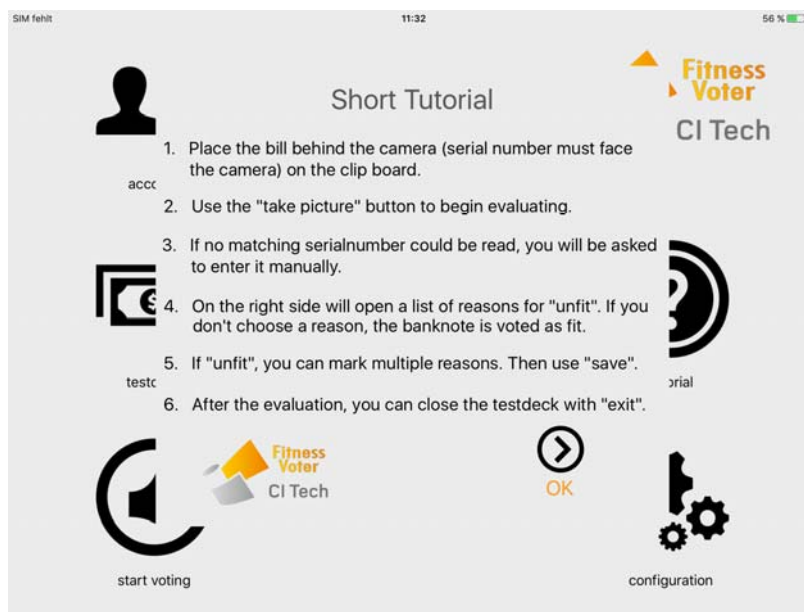 SIM fehlt 11:32 56 %
Fitness
Voter
CI Tech
Short Tutorial
1. Place the bill behind the camera (serial number must face
the camera) on the clip board.
acc
2. Use the "take picture" button to begin evaluating.
3. If no matching serialnumber could be read, you will be asked
to enter it manually.
4. On the right side will open a list of reasons for "unfit". If you
don't choose a reason, the banknote is voted as fit.
5. If "unfit", you can mark multiple reasons. Then use "save".
test
orial
6. After the evaluation, you can close the testdeck with "exit".
Fitness
Voter
CI Tech
OK
start voting
configuration